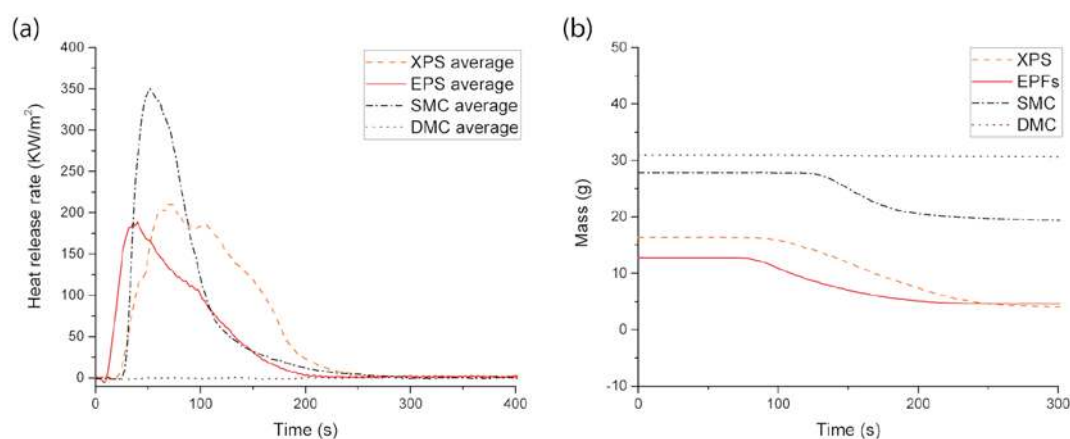 (a)
Heat release rate (KW/m²)
400
350
300
250
200
150
100
50
0
XPS average
EPS average
SMC average
DMC average
0 100 200 300 400
Time (s)
(b)
Mass (g)
50
40
30
20
10
0
-10
XPS
EPFs
SMC
DMC
0 100 200 300
Time (s)